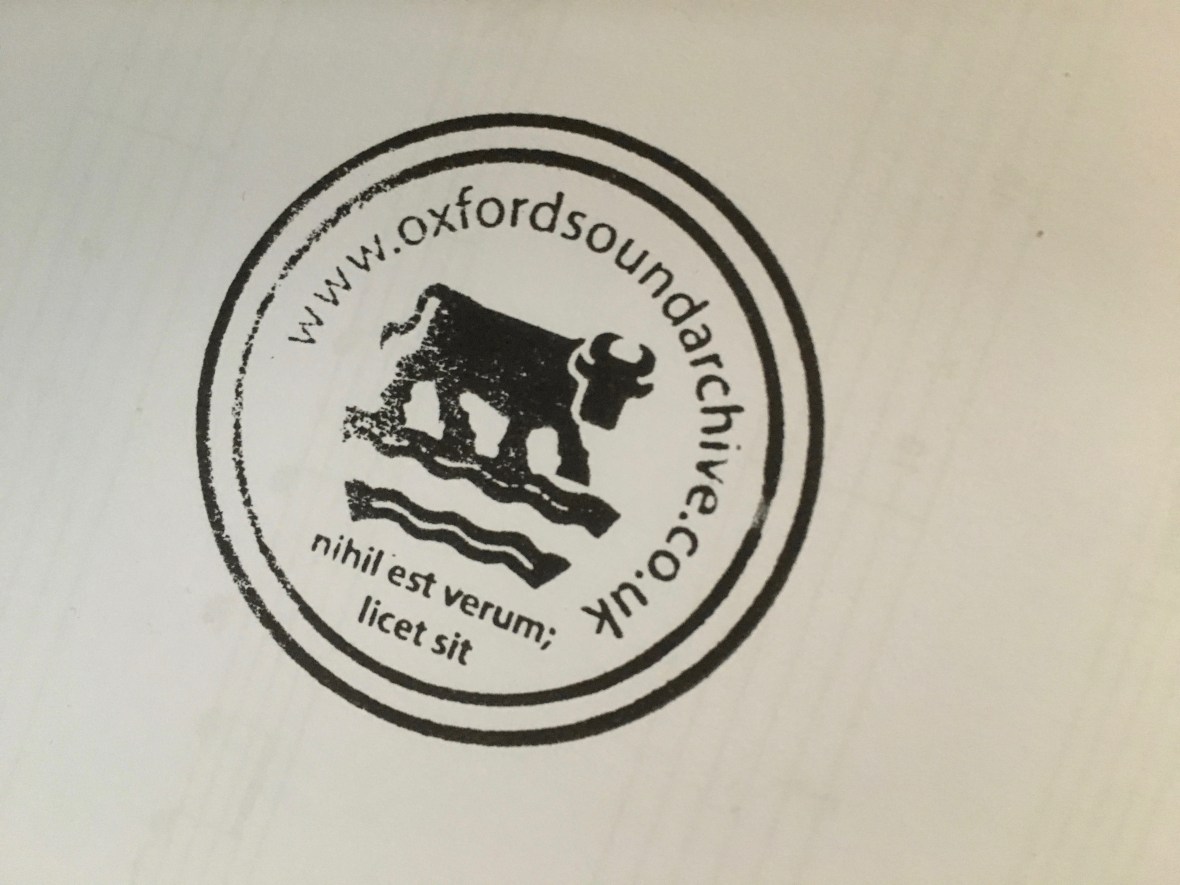 www.oxfordsoundarchive.co.uk
nihil est verum;
licet sit